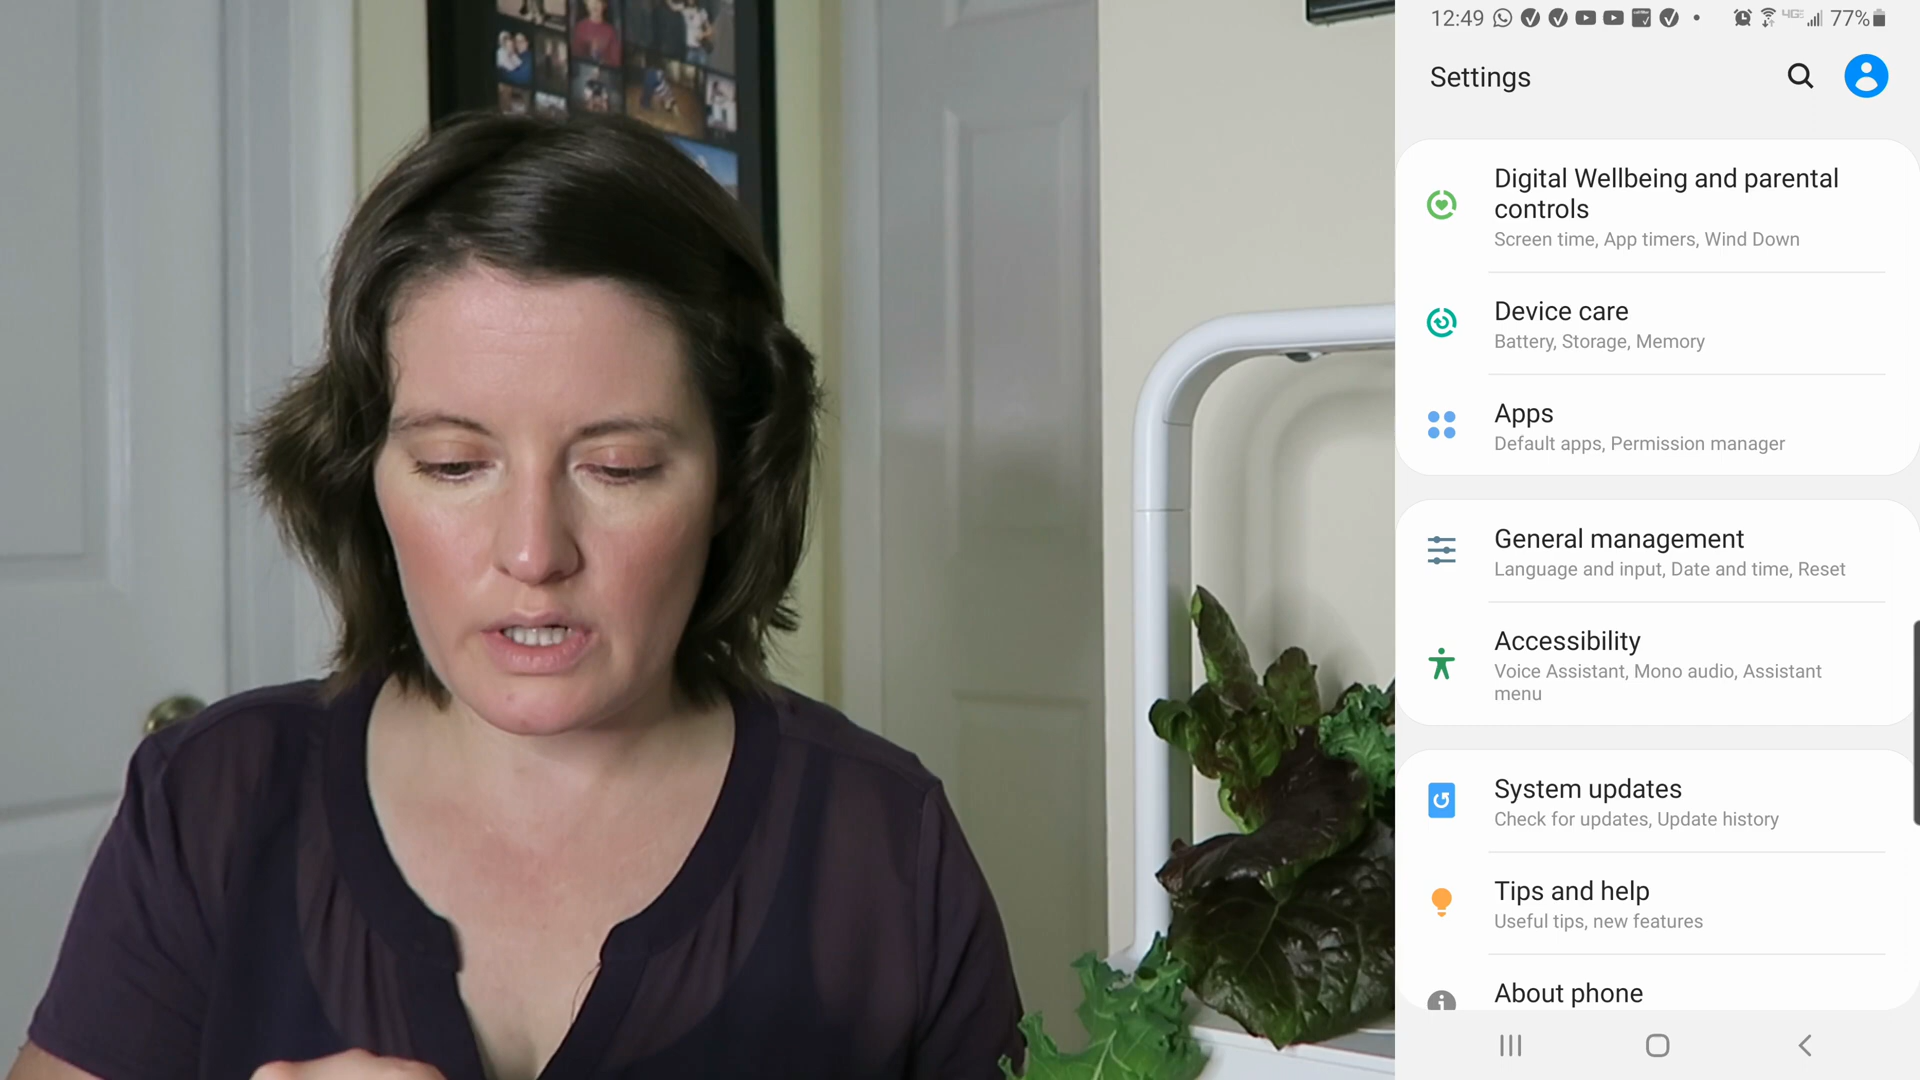 12:49
77%
Settings
Digital Wellbeing and parental
controls
Screen time, App timers, Wind Down
Device care
Battery, Storage, Memory
Apps
Default apps, Permission manager
General management
Language and input, Date and time, Reset
Accessibility
Voice Assistant, Mono audio, Assistant
menu
System updates
Check for updates, Update history
Tips and help
Useful tips, new features
About phone